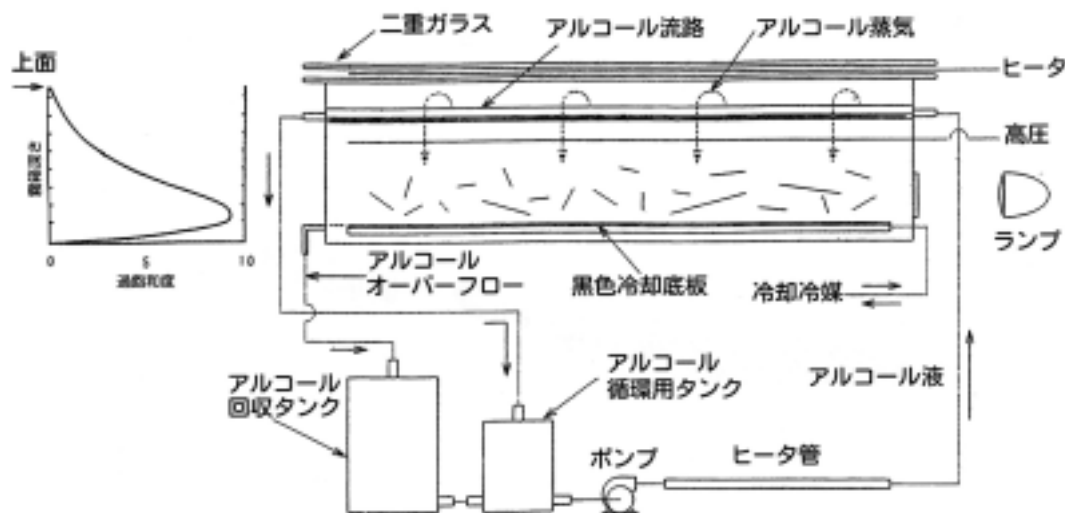 二重ガラス
アルコール流路
アルコール蒸気
ヒータ
上面
高圧
霧箱深さ
0
5
10
過飽和度
ランプ
アルコール
オーバーフロー
黒色冷却底板
冷却冷媒
アルコール
回収タンク
アルコール
循環用タンク
アルコール液
ポンプ
ヒータ管